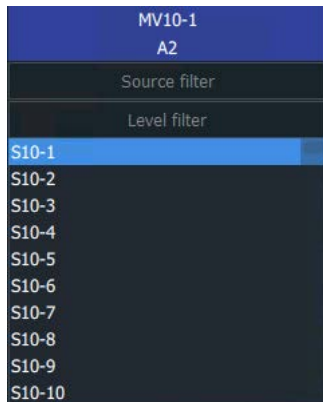 MV10-1
A2
Source filter
Level filter
S10-1
S10-2
S10-3
S10-4
S10-5
S10-6
S10-7
S10-8
S10-9
S10-10